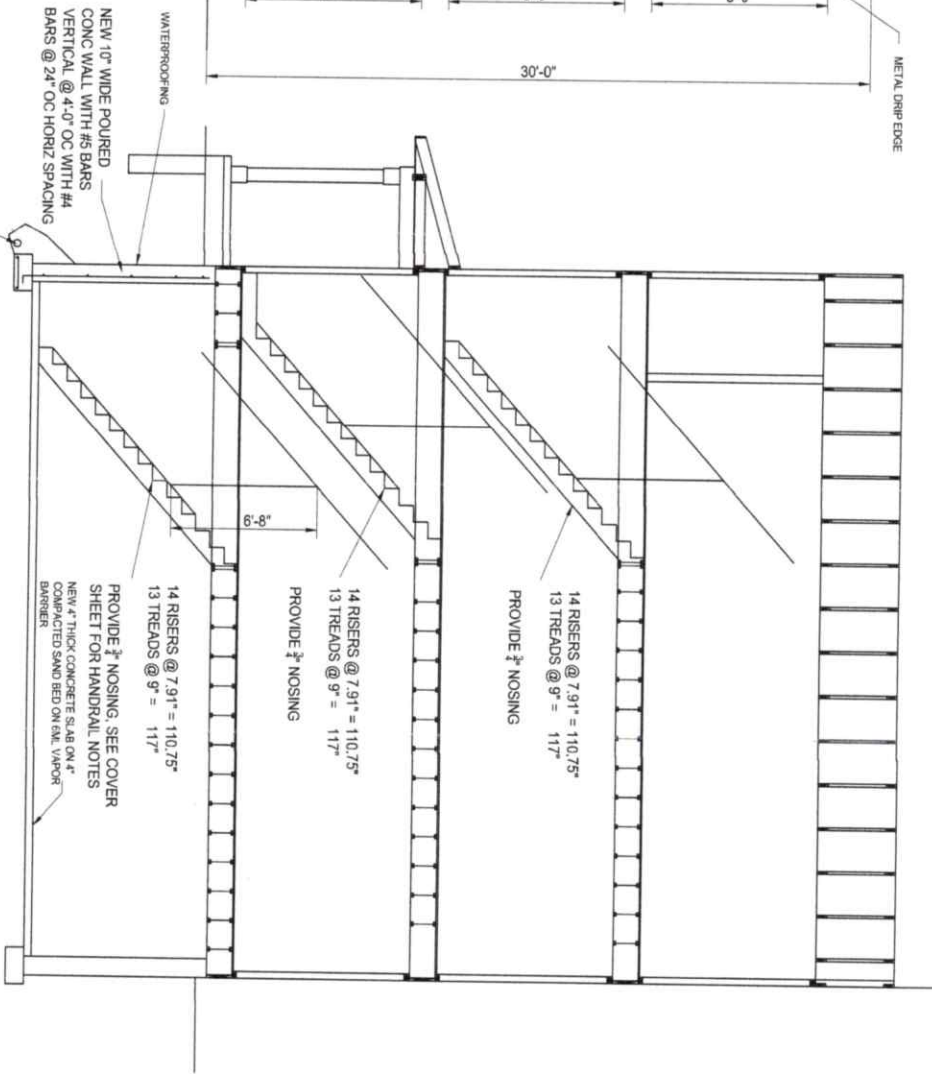 METAL DRIP EDGE
30'-0"
WATERPROOFING
NEW 10" WIDE POURED
CONC WALL WITH #5 BARS
VERTICAL @ 4'-0" OC WITH #4
BARS @ 24" OC HORIZ SPACING
14 RISERS @ 7.91" = 110.75"
13 TREADS @ 9" = 117"
PROVIDE ¾" NOSING
14 RISERS @ 7.91" = 110.75"
13 TREADS @ 9" = 117"
PROVIDE ¾" NOSING
6'-8"
14 RISERS @ 7.91" = 110.75"
13 TREADS @ 9" = 117"
PROVIDE ¾" NOSING, SEE COVER
SHEET FOR HANDRAIL NOTES
NEW 4" THICK CONCRETE SLAB ON 4"
COMPACTED SAND BED ON 6ML VAPOR
BARRIER